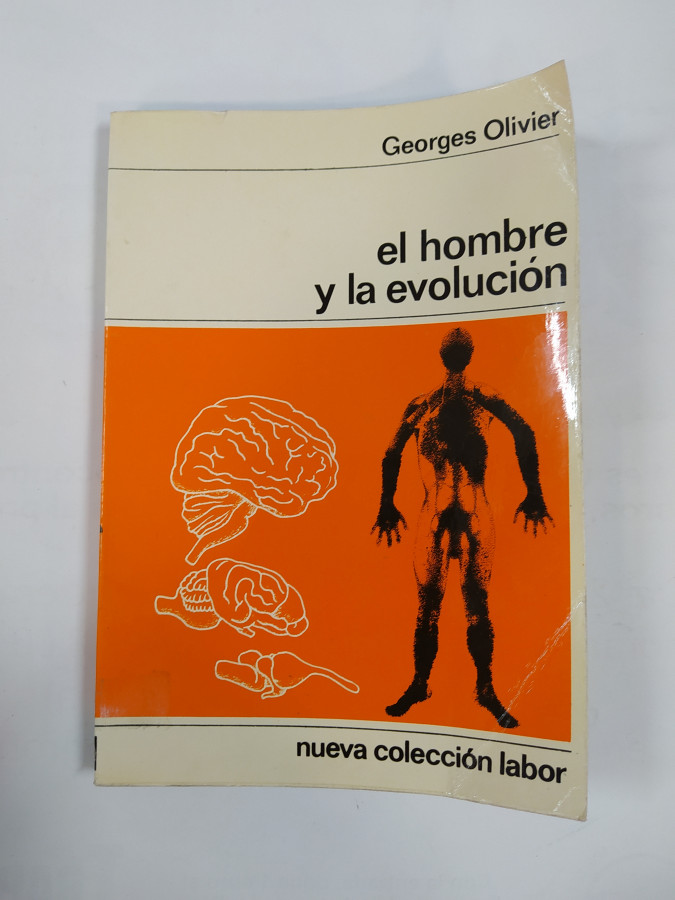 Georges Olivier
el hombre
y la evolución
nueva colección labor